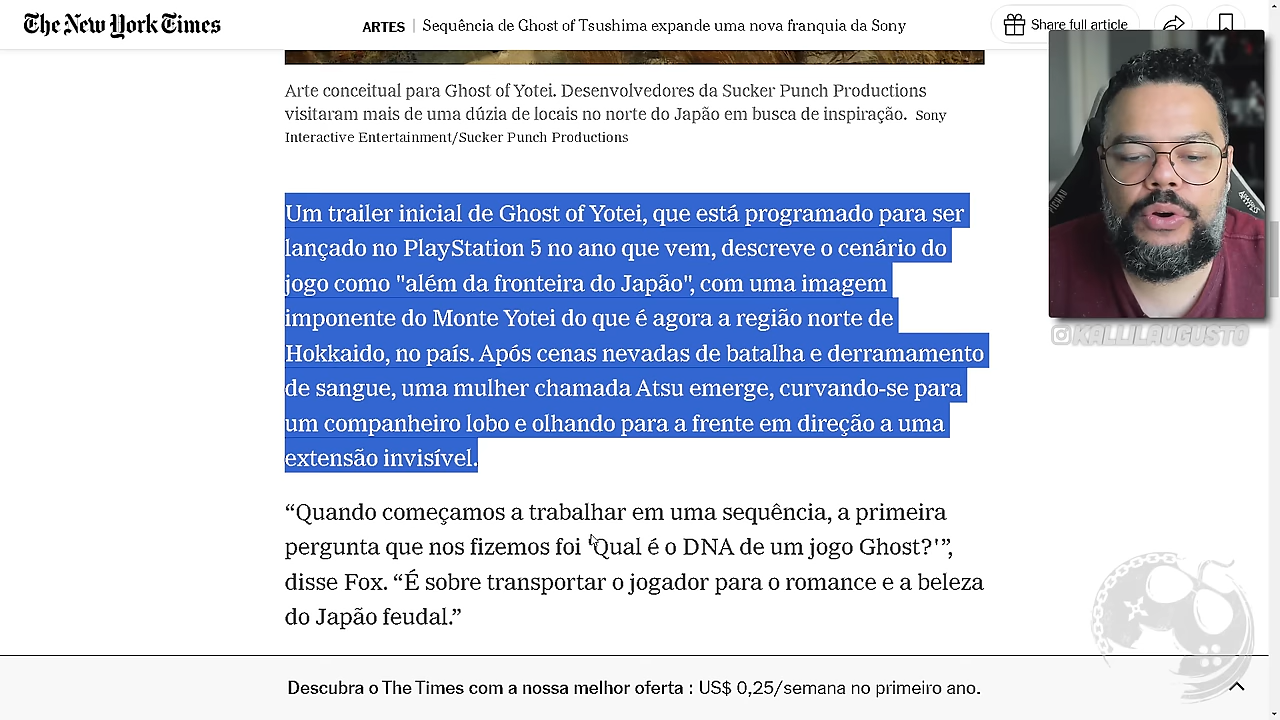 The New York Times
ARTES | Sequência de Ghost of Tsushima expande uma nova franquia da Sony
Share full article
Arte conceitual para Ghost of Yotei. Desenvolvedores da Sucker Punch Productions
visitaram mais de uma dúzia de locais no norte do Japão em busca de inspiração. Sony
Interactive Entertainment/Sucker Punch Productions
PICHAU
@KALLILAUGUSTO
Um trailer inicial de Ghost of Yotei, que está programado para ser
lançado no PlayStation 5 no ano que vem, descreve o cenário do
jogo como "além da fronteira do Japão", com uma imagem
imponente do Monte Yotei do que é agora a região norte de
Hokkaido, no país. Após cenas nevadas de batalha e derramamento
de sangue, uma mulher chamada Atsu emerge, curvando-se para
um companheiro lobo e olhando para a frente em direção a uma
extensão invisível.
“Quando começamos a trabalhar em uma sequência, a primeira
pergunta que nos fizemos foi ‘Qual é o DNA de um jogo Ghost?'”,
disse Fox. “É sobre transportar o jogador para o romance e a beleza
do Japão feudal.”
Descubra o The Times com a nossa melhor oferta : US$ 0,25/semana no primeiro ano.